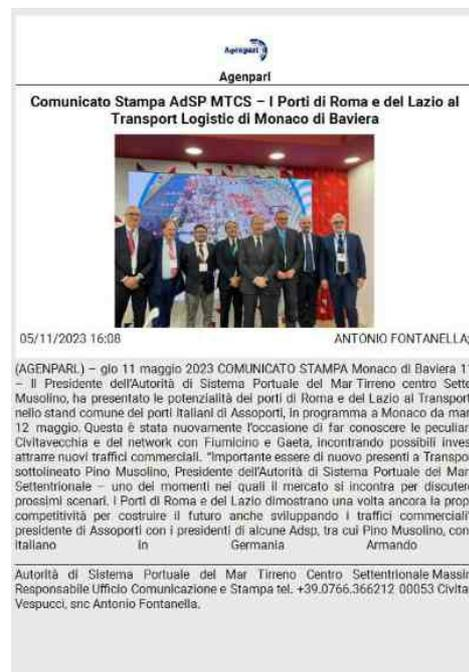 Agenparl
Agenparl
Comunicato Stampa AdSP MTCS – I Porti di Roma e del Lazio al
Transport Logistic di Monaco di Baviera
05/11/2023 16:08 ANTONIO FONTANELLA;
(AGENPARL) – gio 11 maggio 2023 COMUNICATO STAMPA Monaco di Baviera 1
– Il Presidente dell'Autorità di Sistema Portuale del Mar Tirreno centro Sette
Musolino, ha presentato le potenzialità dei porti di Roma e del Lazio al Transport
nello stand comune dei porti italiani di Assoporti, in programma a Monaco da mar
12 maggio. Questa è stata nuovamente l'occasione di far conoscere le peculiar
Civitavecchia e del network con Fiumicino e Gaeta, incontrando possibili inves
attrarre nuovi traffici commerciali. "Importante essere di nuovo presenti a Transpo
sottolineato Pino Musolino, Presidente dell'Autorità di Sistema Portuale del Mar
Settentrionale – uno dei momenti nei quali il mercato si incontra per discutere
prossimi scenari. I Porti di Roma e del Lazio dimostrano una volta ancora la prop
competitività per costruire il futuro anche sviluppando i traffici commerciali"
presidente di Assoporti con i presidenti di alcune Adsp, tra cui Pino Musolino, con
italiano in Germania Armando
Autorità di Sistema Portuale del Mar Tirreno Centro Settentrionale Massir
Responsabile Ufficio Comunicazione e Stampa tel. +39.0766.366212 00053 Civita
Vespucci, snc Antonio Fontanella.